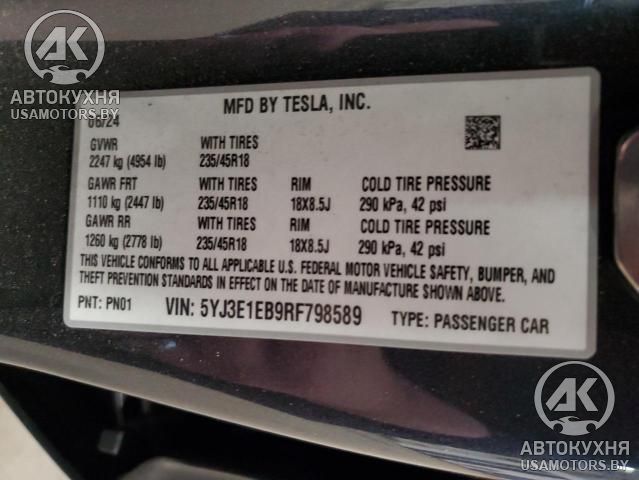 AK
АВТОКУХНЯ
USAMOTORS.BY
MFD BY TESLA, INC.
08/24
GVWR WITH TIRES
2247 kg (4954 lb) 235/45R18
GAWR FRT WITH TIRES RIM COLD TIRE PRESSURE
1110 kg (2447 lb) 235/45R18 18X8.5J 290 kPa, 42 psi
GAWR RR WITH TIRES RIM COLD TIRE PRESSURE
1260 kg (2778 lb) 235/45R18 18X8.5J 290 kPa, 42 psi
THIS VEHICLE CONFORMS TO ALL APPLICABLE U.S. FEDERAL MOTOR VEHICLE SAFETY, BUMPER, AND
THEFT PREVENTION STANDARDS IN EFFECT ON THE DATE OF MANUFACTURE SHOWN ABOVE.
PNT: PN01 VIN: 5YJ3E1EB9RF798589 TYPE: PASSENGER CAR
AK
АВТОКУХНЯ
USAMOTORS.BY